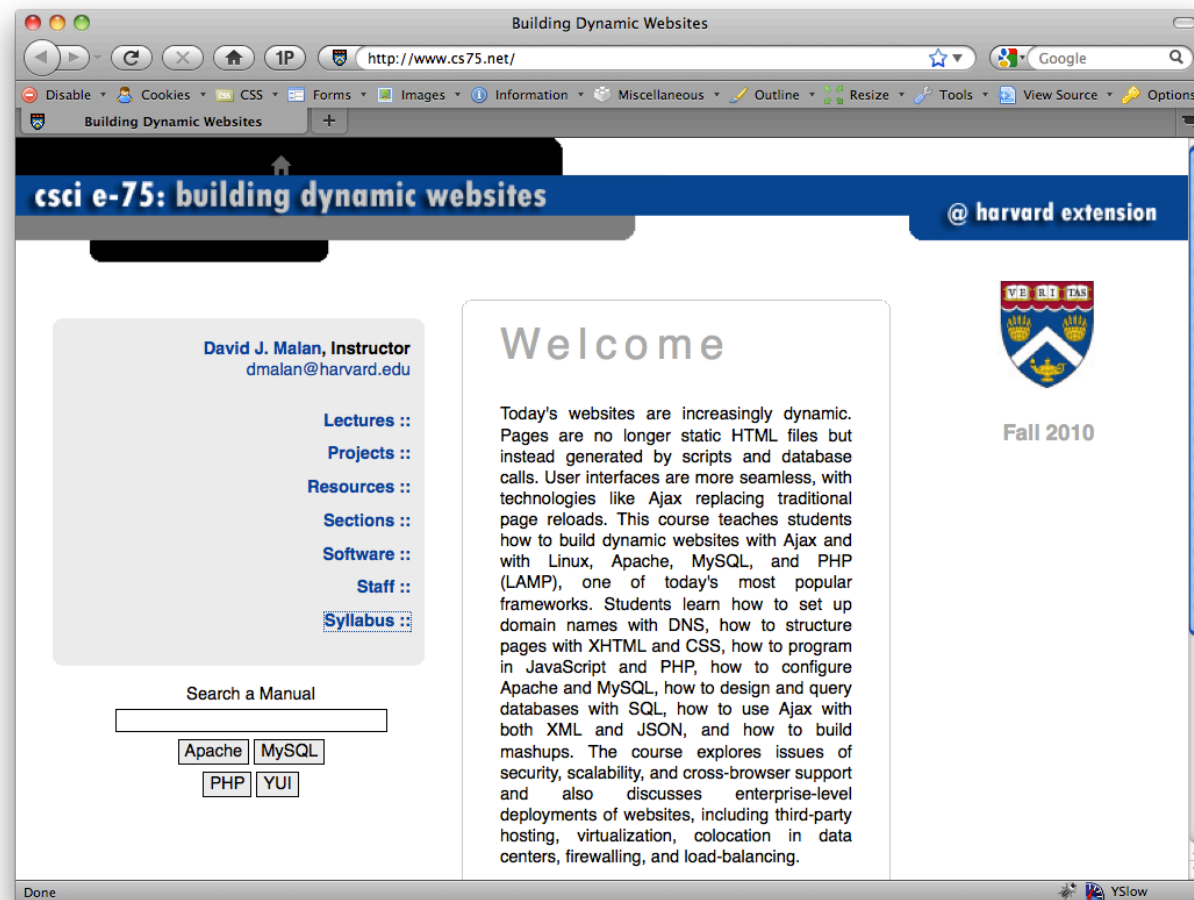 Building Dynamic Websites
1P
http://www.cs75.net/
Google
Disable Cookies CSS Forms Images Information Miscellaneous Outline Resize Tools View Source Options
Building Dynamic Websites +
csci e-75: building dynamic websites
@ harvard extension
VE RI TAS
Fall 2010
David J. Malan, Instructor
dmalan@harvard.edu
Lectures ::
Projects ::
Resources ::
Sections ::
Software ::
Staff ::
Syllabus ::
Search a Manual
Apache MySQL
PHP YUI
Welcome
Today's websites are increasingly dynamic.
Pages are no longer static HTML files but
instead generated by scripts and database
calls. User interfaces are more seamless, with
technologies like Ajax replacing traditional
page reloads. This course teaches students
how to build dynamic websites with Ajax and
with Linux, Apache, MySQL, and PHP
(LAMP), one of today's most popular
frameworks. Students learn how to set up
domain names with DNS, how to structure
pages with XHTML and CSS, how to program
in JavaScript and PHP, how to configure
Apache and MySQL, how to design and query
databases with SQL, how to use Ajax with
both XML and JSON, and how to build
mashups. The course explores issues of
security, scalability, and cross-browser support
and also discusses enterprise-level
deployments of websites, including third-party
hosting, virtualization, colocation in data
centers, firewalling, and load-balancing.
Done
YSlow